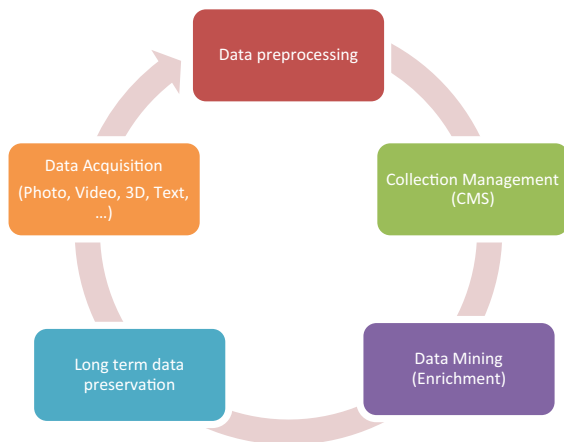 Data preprocessing
Collection Management
(CMS)
Data Mining
(Enrichment)
Long term data
preservation
Data Acquisition
(Photo, Video, 3D, Text,
...)